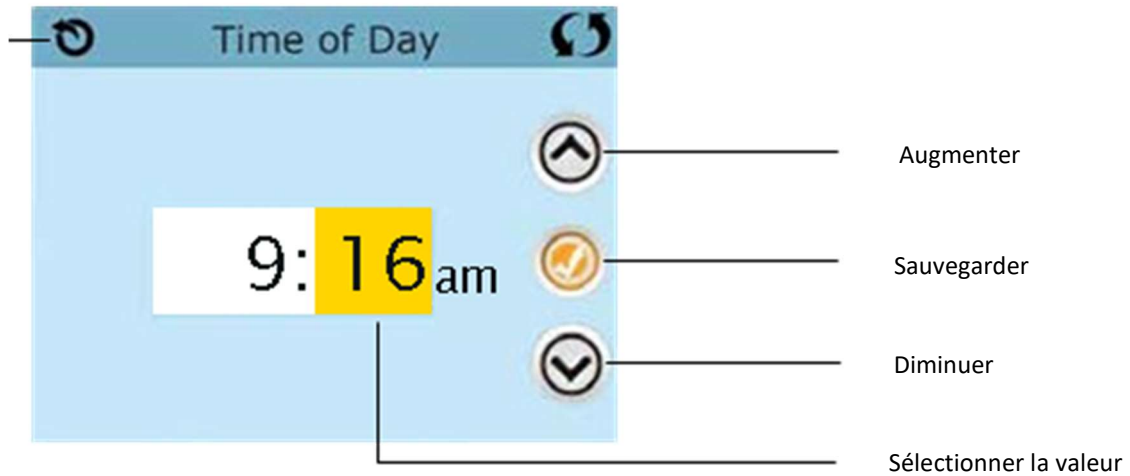 Time of Day
Augmenter
9:16am
Sauvegarder
Diminuer
Sélectionner la valeur